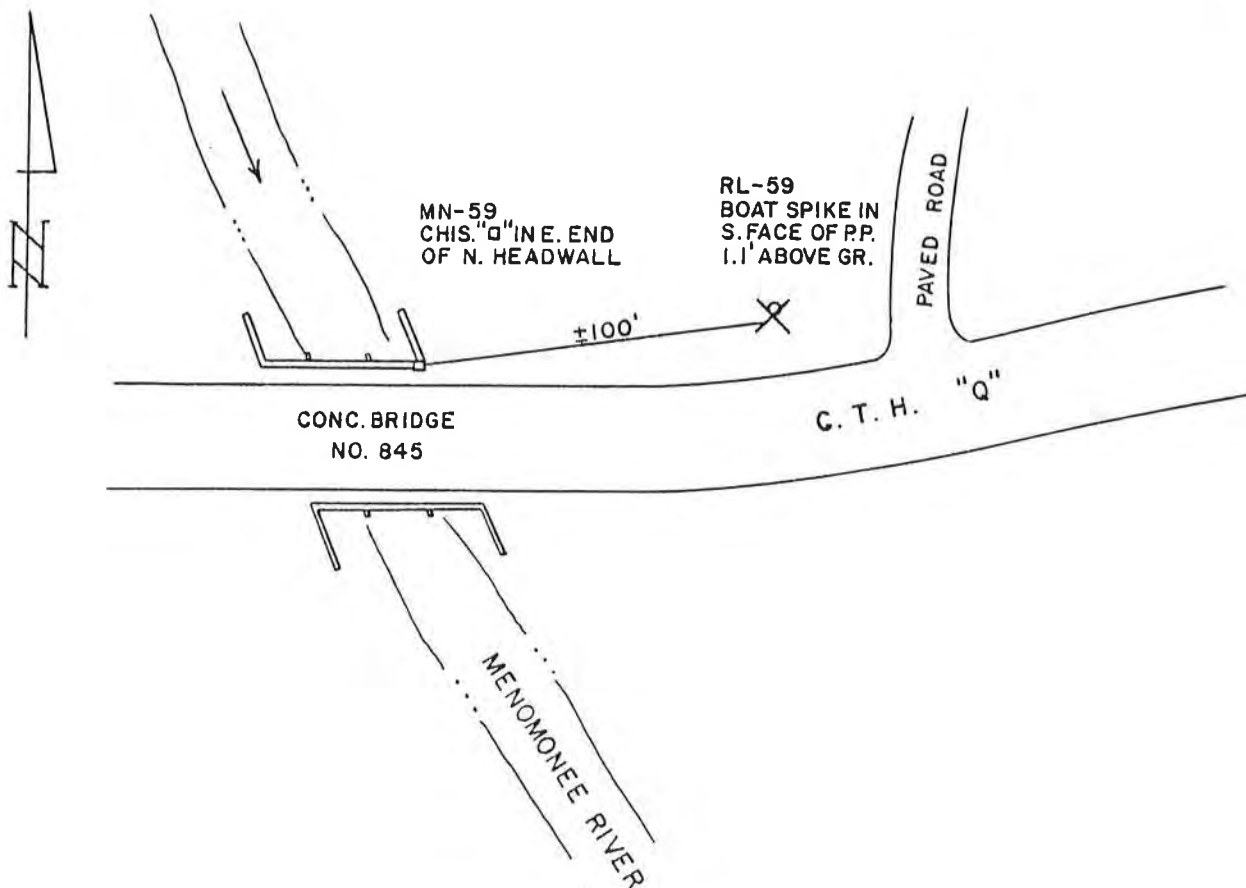 N
MN-59
CHIS. "□" IN E. END
OF N. HEADWALL
RL-59
BOAT SPIKE IN
S. FACE OF P.P.
1.1' ABOVE GR.
PAVED ROAD
±100'
CONC. BRIDGE
NO. 845
C. T. H. "Q"
MENOMONEE RIVER